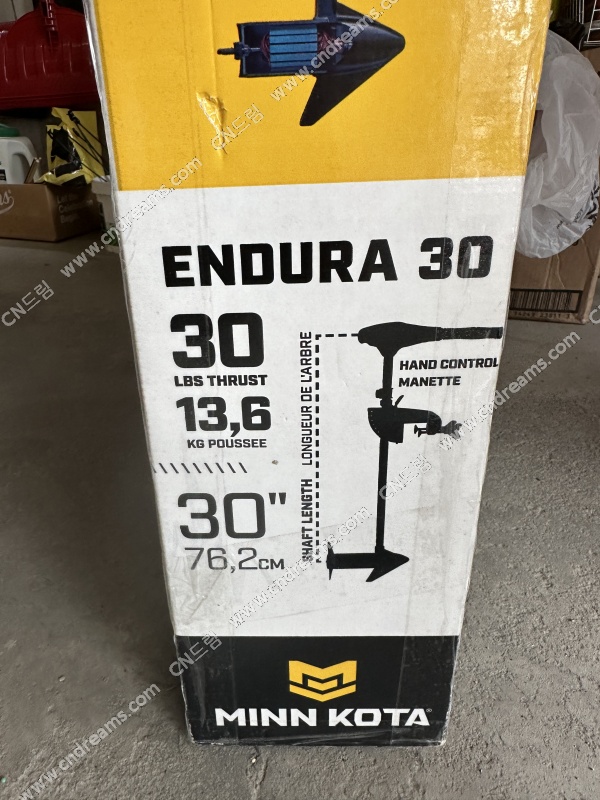 ENDURA 30
30
LBS THRUST
13,6
KG POUSSEE
30"
76,2CM
SHAFT LENGTH LONGUEUR DE L'ARBRE
HAND CONTROL
MANETTE
MINN KOTA
CN드림 www.cndreams.com